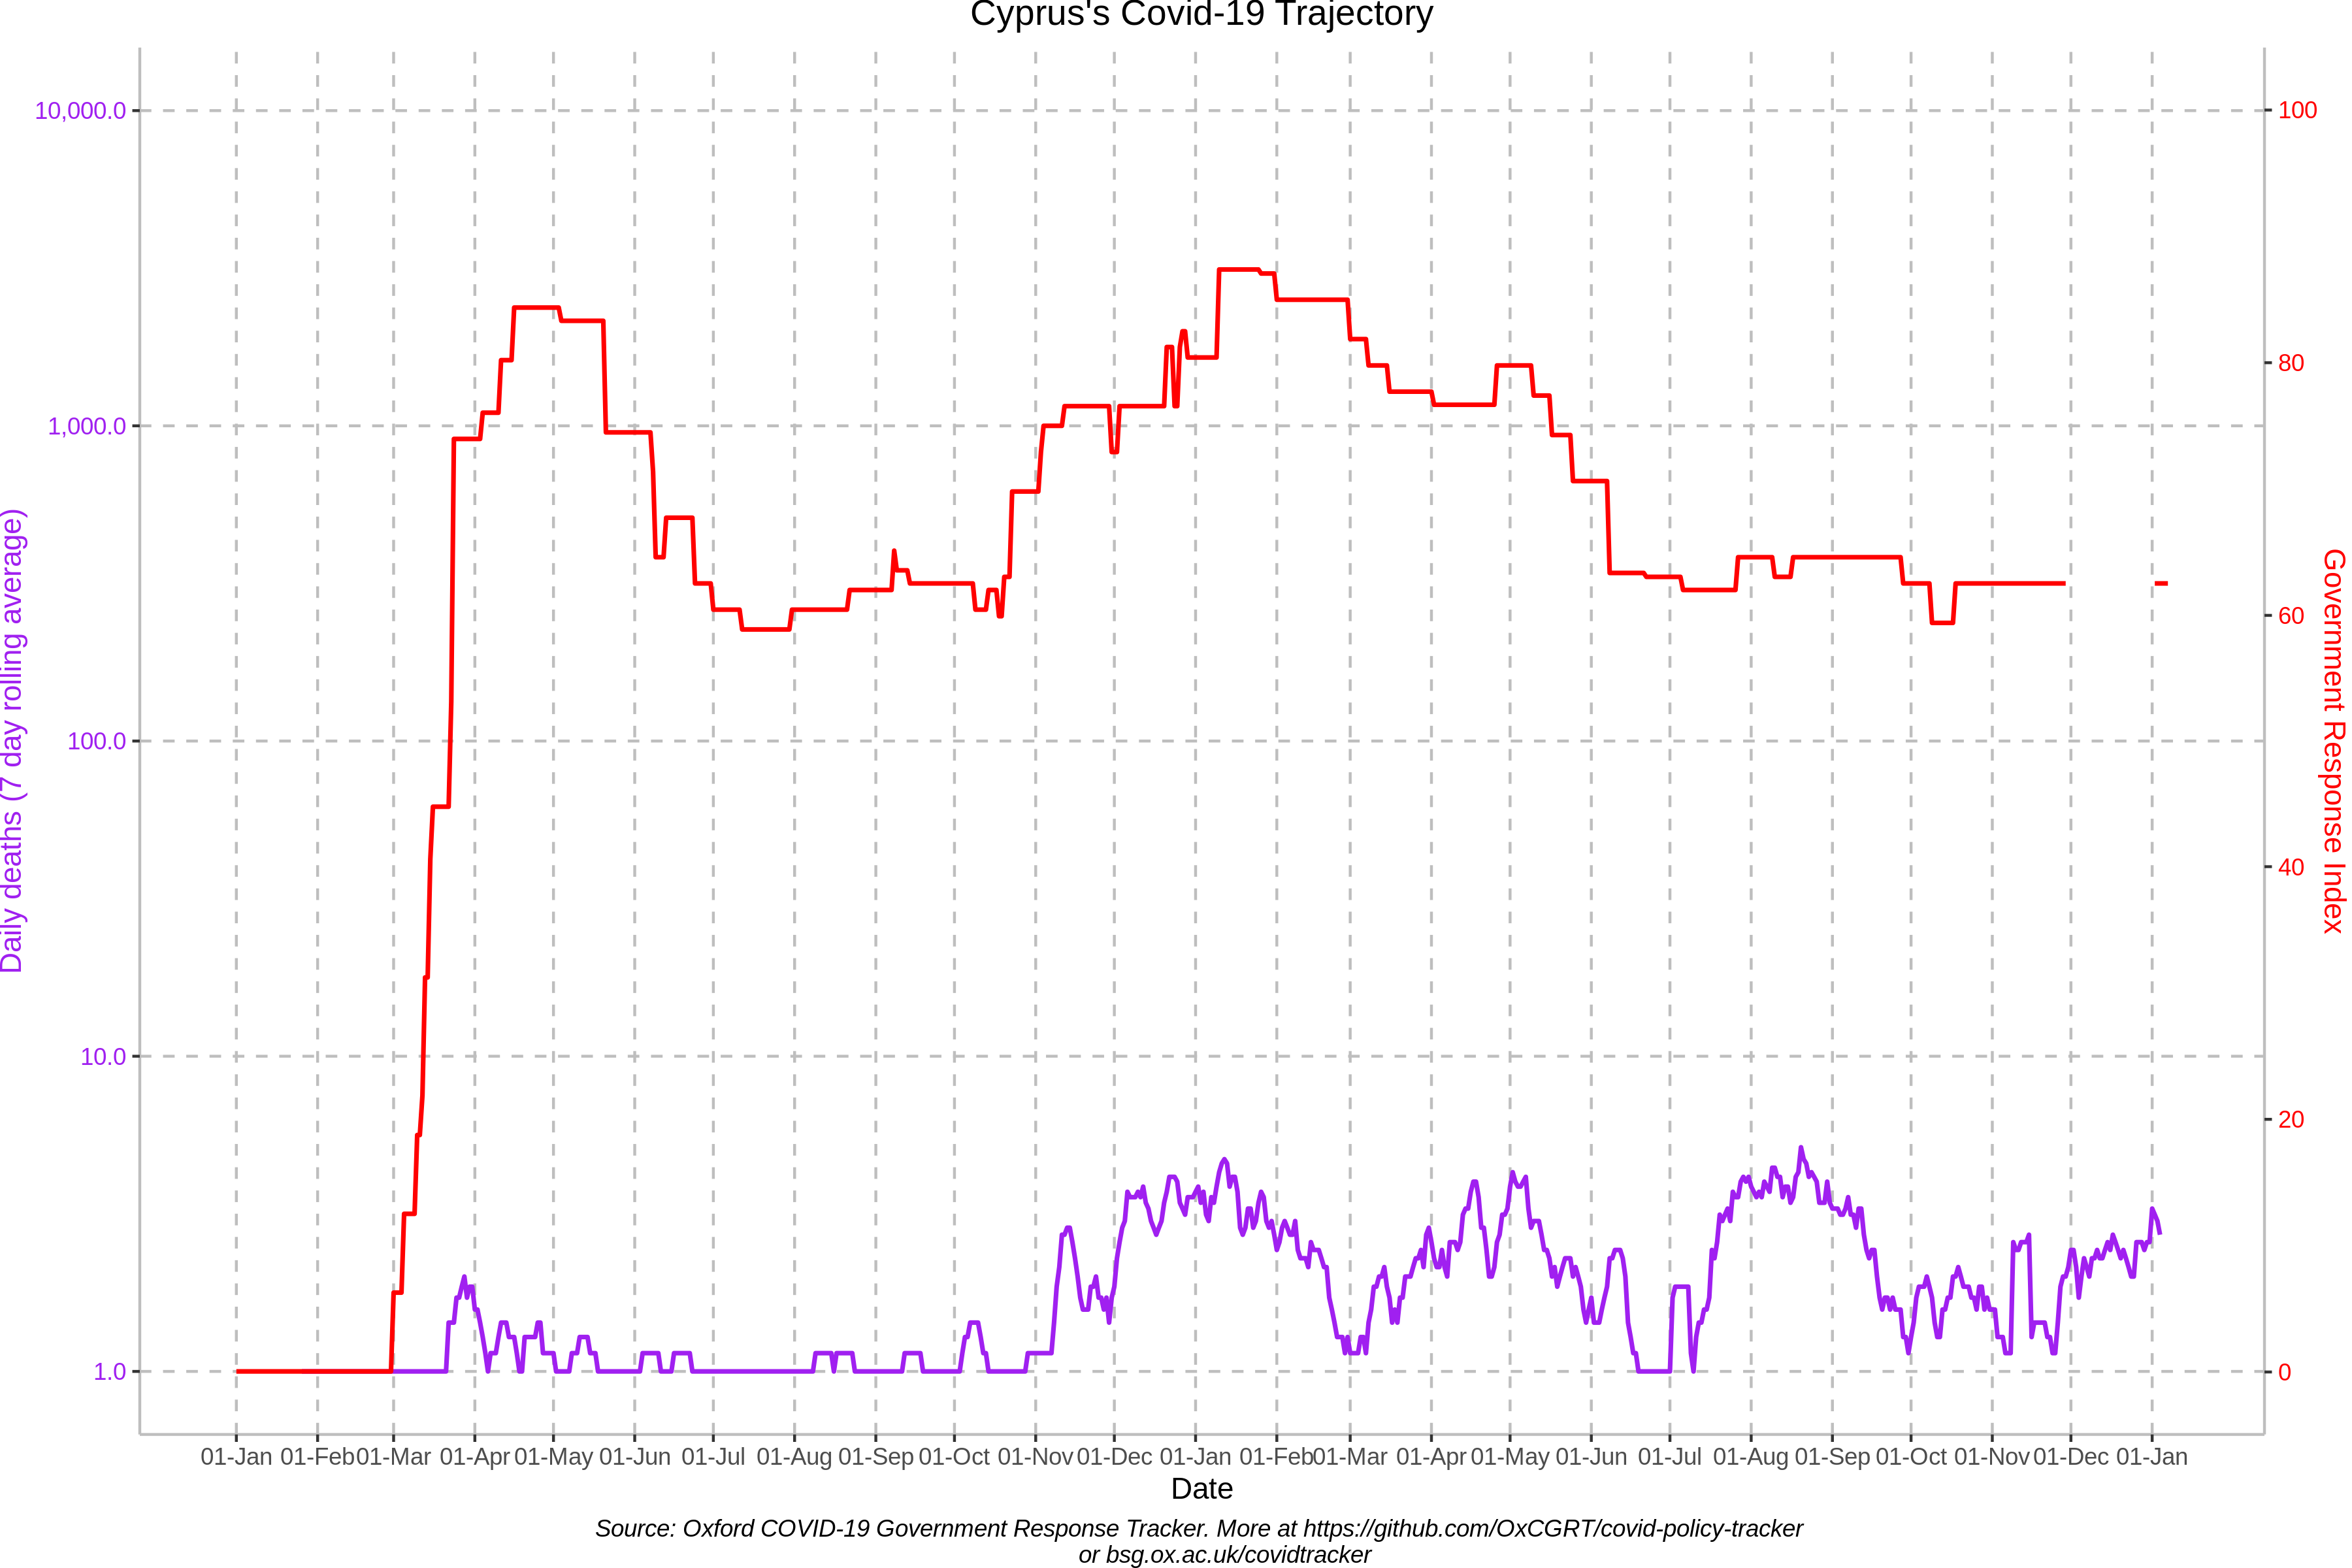 Cyprus's Covid-19 Trajectory
10,000.0
1,000.0
100.0
10.0
1.0
Daily deaths (7 day rolling average)
100
80
60
40
20
0
Government Response Index
01-Jan 01-Feb 01-Mar 01-Apr 01-May 01-Jun 01-Jul 01-Aug 01-Sep 01-Oct 01-Nov 01-Dec 01-Jan 01-Feb 01-Mar 01-Apr 01-May 01-Jun 01-Jul 01-Aug 01-Sep 01-Oct 01-Nov 01-Dec 01-Jan
Date
Source: Oxford COVID-19 Government Response Tracker. More at https://github.com/OxCGRT/covid-policy-tracker
or bsg.ox.ac.uk/covidtracker